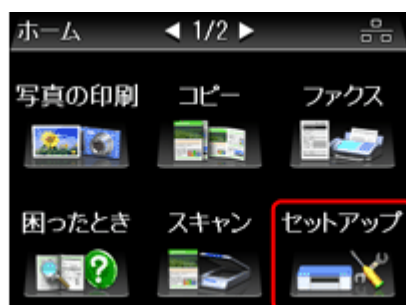 ホーム ◀ 1/2 ▶
写真の印刷 コピー ファクス
困ったとき スキャン セットアップ